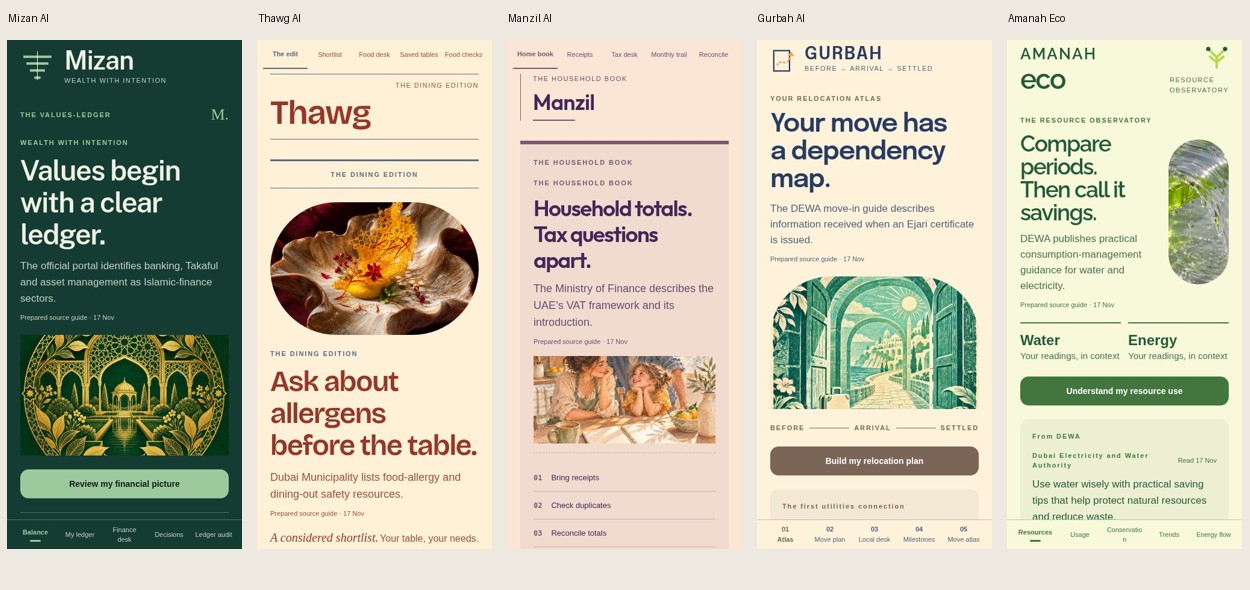 Mizan AI
Mizan
WEALTH WITH INTENTION
THE VALUES-LEDGER
M.
WEALTH WITH INTENTION
Values begin
with a clear
ledger.
The official portal identifies banking, Takaful
and asset management as Islamic-finance
sectors.
Prepared source guide · 17 Nov
Review my financial picture
Balance
My ledger
Finance
desk
Decisions
Ledger audit
Thawg AI
The edit
Shortlist
Food desk
Saved tables
Food checks
THE DINING EDITION
Thawg
THE DINING EDITION
THE DINING EDITION
Ask about
allergens
before the table.
Dubai Municipality lists food-allergy and
dining-out safety resources.
Prepared source guide · 17 Nov
A considered shortlist. Your table, your needs.
Manzil AI
Home book
Receipts
Tax desk
Monthly trail
Reconcile
THE HOUSEHOLD BOOK
Manzil
THE HOUSEHOLD BOOK
THE HOUSEHOLD BOOK
Household totals.
Tax questions
apart.
The Ministry of Finance describes the
UAE's VAT framework and its
introduction.
Prepared source guide · 17 Nov
01 Bring receipts
02 Check duplicates
03 Reconcile totals
Gurbah AI
GURBAH
BEFORE → ARRIVAL → SETTLED
YOUR RELOCATION ATLAS
Your move has
a dependency
map.
The DEWA move-in guide describes
information received when an Ejari certificate
is issued.
Prepared source guide · 17 Nov
BEFORE ARRIVAL SETTLED
Build my relocation plan
The first utilities connection
01 02 03 04 05
Atlas Move plan Local desk Milestones Move atlas
Amanah Eco
AMANAH
eco
RESOURCE
OBSERVATORY
THE RESOURCE OBSERVATORY
Compare
periods.
Then call it
savings.
DEWA publishes practical
consumption-management
guidance for water and
electricity.
Prepared source guide · 17 Nov
Water
Your readings, in context
Energy
Your readings, in context
Understand my resource use
From DEWA
Dubai Electricity and Water
Authority
Read 17 Nov
Use water wisely with practical saving
tips that help protect natural resources
and reduce waste.
Resources
Usage
Conservatio
n
Trends
Energy flow